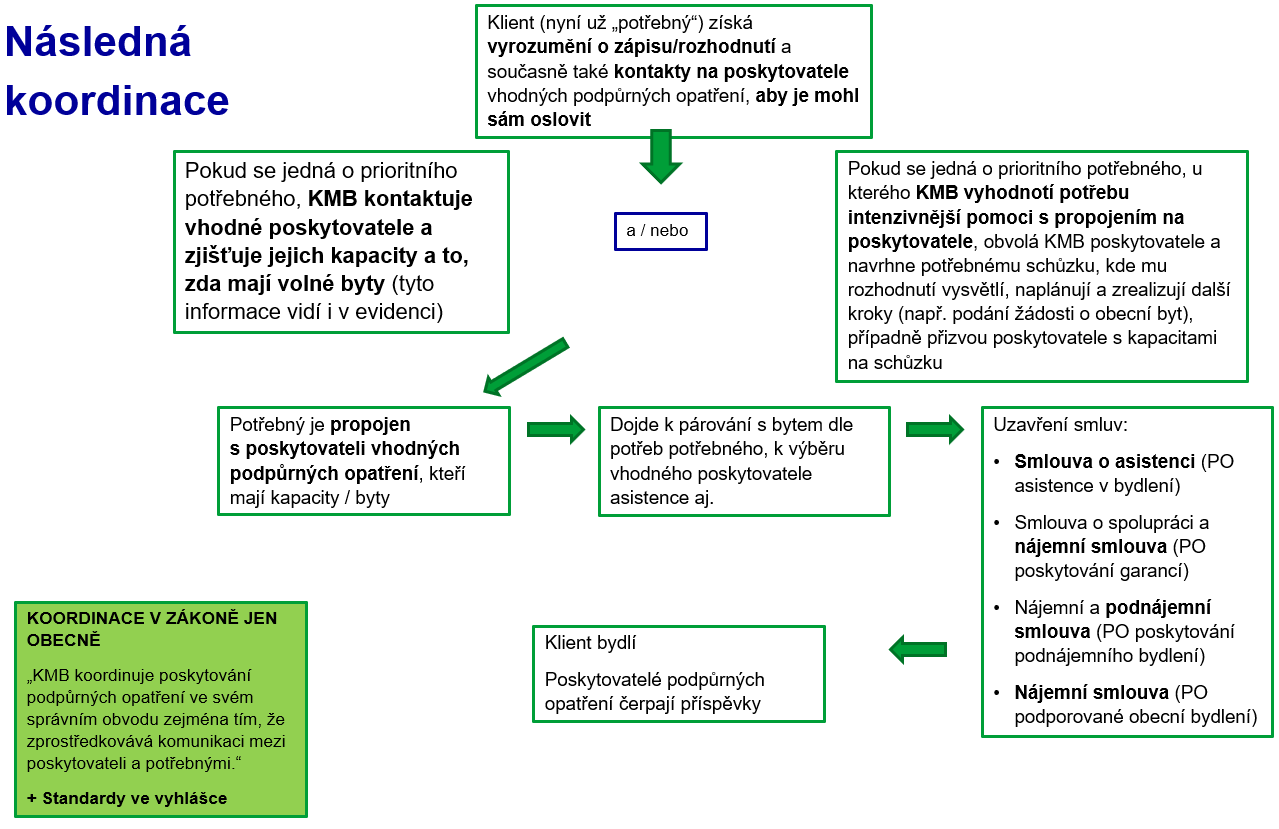 Následná
koordinace
Klient (nyní už „potřebný“) získá
vyrozumění o zápisu/rozhodnutí a
současně také kontakty na poskytovatele
vhodných podpůrných opatření, aby je mohl
sám oslovit
Pokud se jedná o prioritního
potřebného, KMB kontaktuje
vhodné poskytovatele a
zjišťuje jejich kapacity a to,
zda mají volné byty (tyto
informace vidí i v evidenci)
a / nebo
Pokud se jedná o prioritního potřebného, u
kterého KMB vyhodnotí potřebu
intenzivnější pomoci s propojením na
poskytovatele, obvolá KMB poskytovatele a
navrhne potřebnému schůzku, kde mu
rozhodnutí vysvětlí, naplánují a zrealizují další
kroky (např. podání žádosti o obecní byt),
případně přizvou poskytovatele s kapacitami
na schůzku
Potřebný je propojen
s poskytovateli vhodných
podpůrných opatření, kteří
mají kapacity / byty
Dojde k párování s bytem dle
potřeb potřebného, k výběru
vhodného poskytovatele
asistence aj.
Uzavření smluv:
• Smlouva o asistenci (PO
asistence v bydlení)
• Smlouva o spolupráci a
nájemní smlouva (PO
poskytování garancí)
• Nájemní a podnájemní
smlouva (PO poskytování
podnájemního bydlení)
• Nájemní smlouva (PO
podporované obecní bydlení)
Klient bydlí
Poskytovatelé podpůrných
opatření čerpají příspěvky
KOORDINACE V ZÁKONĚ JEN
OBECNĚ
„KMB koordinuje poskytování
podpůrných opatření ve svém
správním obvodu zejména tím, že
zprostředkovává komunikaci mezi
poskytovateli a potřebnými.“
+ Standardy ve vyhlášce